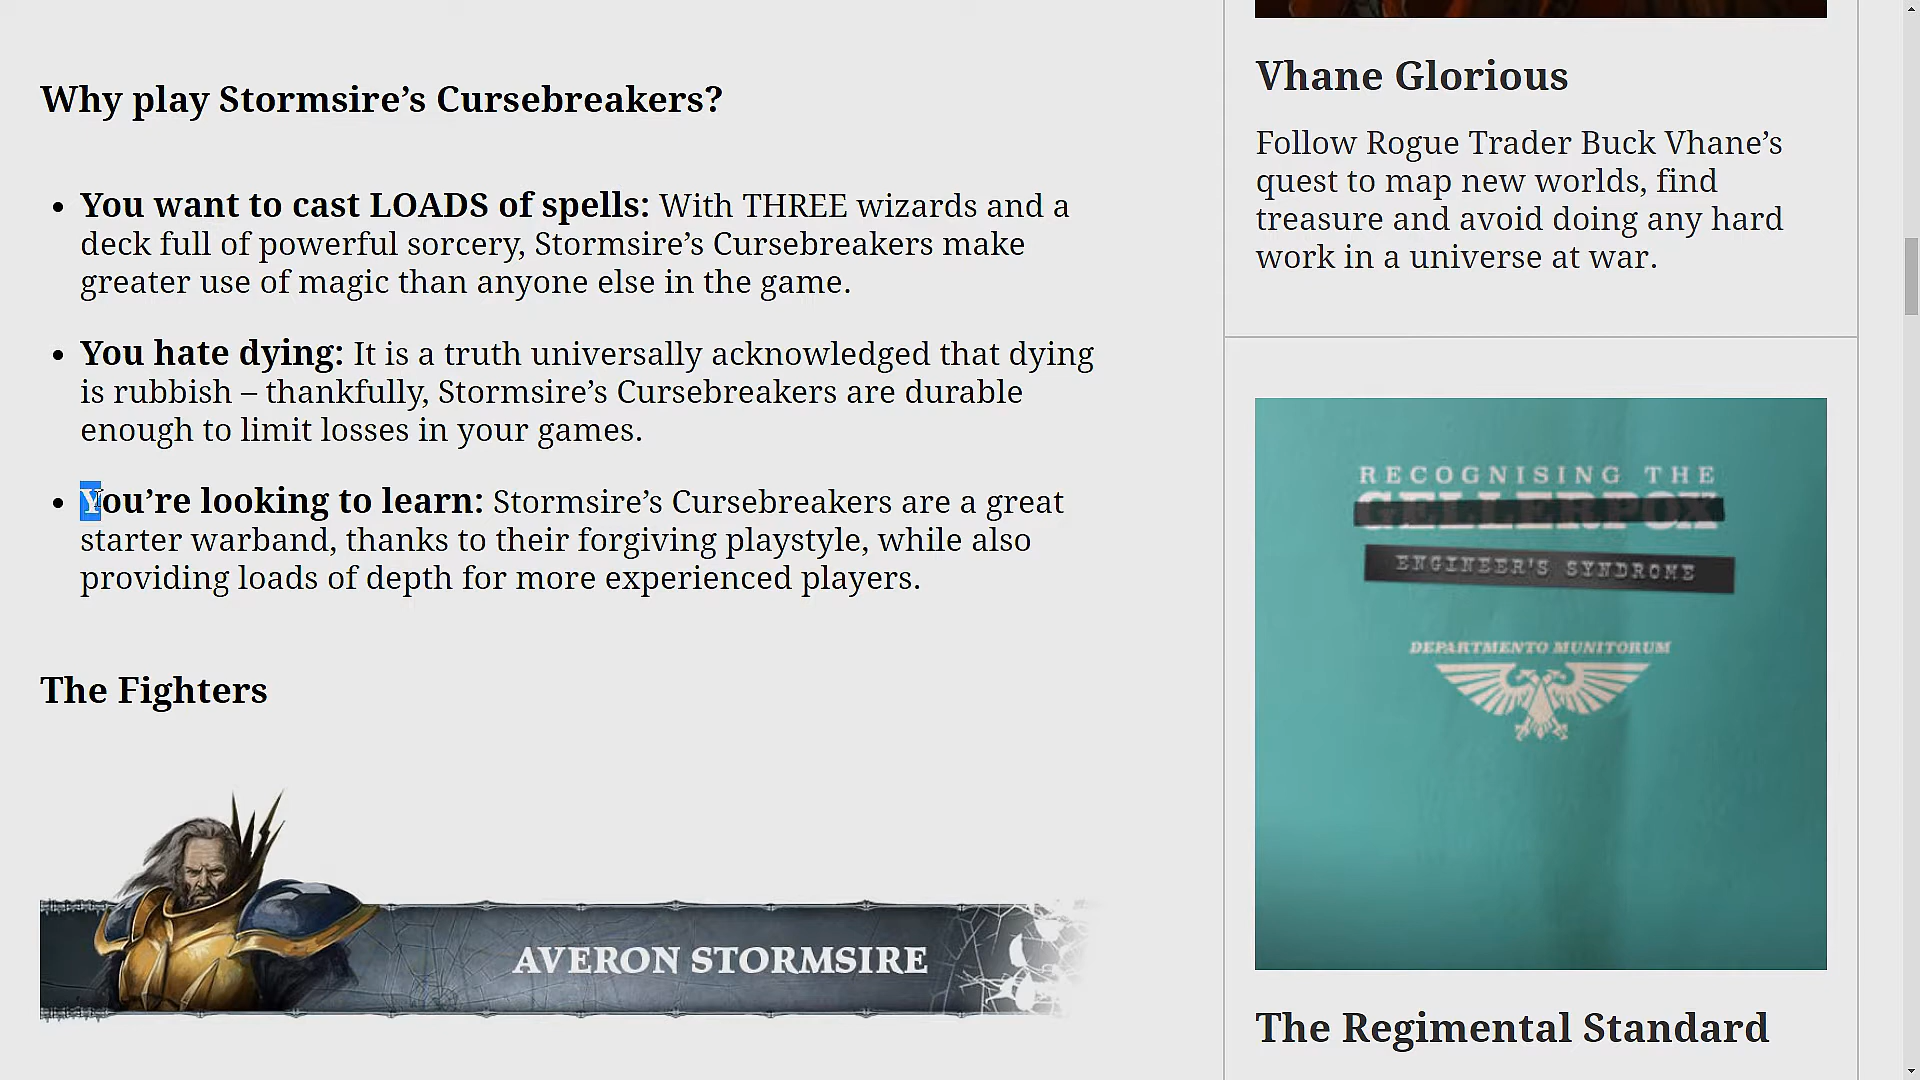 Why play Stormsire’s Cursebreakers?
• You want to cast LOADS of spells: With THREE wizards and a
deck full of powerful sorcery, Stormsire’s Cursebreakers make
greater use of magic than anyone else in the game.
• You hate dying: It is a truth universally acknowledged that dying
is rubbish – thankfully, Stormsire’s Cursebreakers are durable
enough to limit losses in your games.
• You’re looking to learn: Stormsire’s Cursebreakers are a great
starter warband, thanks to their forgiving playstyle, while also
providing loads of depth for more experienced players.
The Fighters
AVERON STORMSIRE
Vhane Glorious
Follow Rogue Trader Buck Vhane’s
quest to map new worlds, find
treasure and avoid doing any hard
work in a universe at war.
RECOGNISING THE
GELLERPOX
ENGINEER'S SYNDROME
DEPARTMENTO MUNITORUM
The Regimental Standard